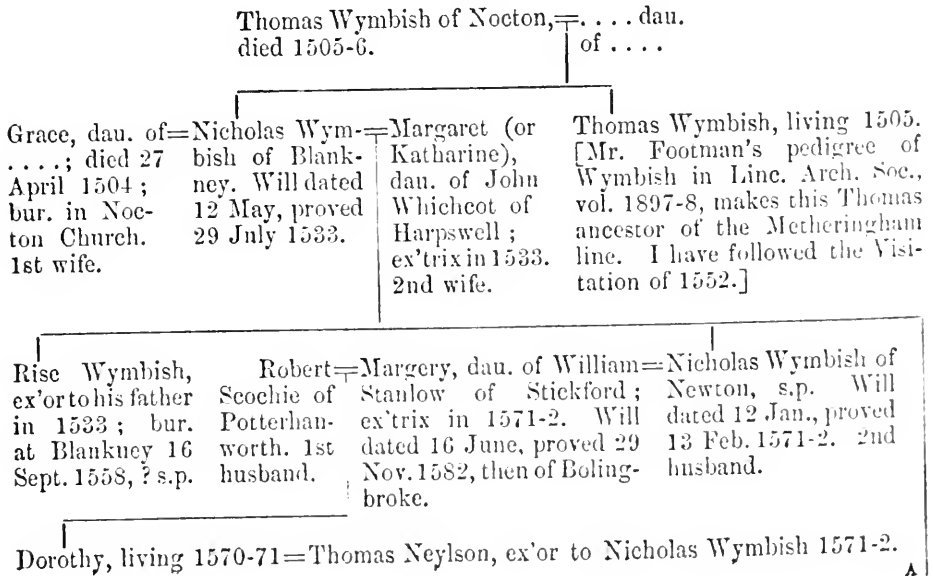 Thomas Wymbish of Nocton,=. . . . dau.
died 1505-6. of . . . .
Grace, dau. of=
. . . .; died 27
April 1504;
bur. in Noc-
ton Church.
1st wife.
Nicholas Wym-=
bish of Blank-
ney. Will dated
12 May, proved
29 July 1533.
Margaret (or
Katharine),
dau. of John
Whichcot of
Harpswell;
ex'trix in 1533.
2nd wife.
Thomas Wymbish, living 1505.
[Mr. Footman's pedigree of
Wymbish in Linc. Arch. Soc.,
vol. 1897-8, makes this Thomas
ancestor of the Metheringham
line. I have followed the Visi-
tation of 1552.]
Rise Wymbish,
ex'or to his father
in 1533; bur.
at Blankney 16
Sept. 1558, ? s.p.
Robert=
Scochie of
Potterhan-
worth. 1st
husband.
Margery, dau. of William=
Stanlow of Stickford;
ex'trix in 1571-2. Will
dated 16 June, proved 29
Nov. 1582, then of Boling-
broke.
Nicholas Wymbish of
Newton, s.p. Will
dated 12 Jan., proved
13 Feb. 1571-2. 2nd
husband.
Dorothy, living 1570-71=Thomas Neylson, ex'or to Nicholas Wymbish 1571-2.
A